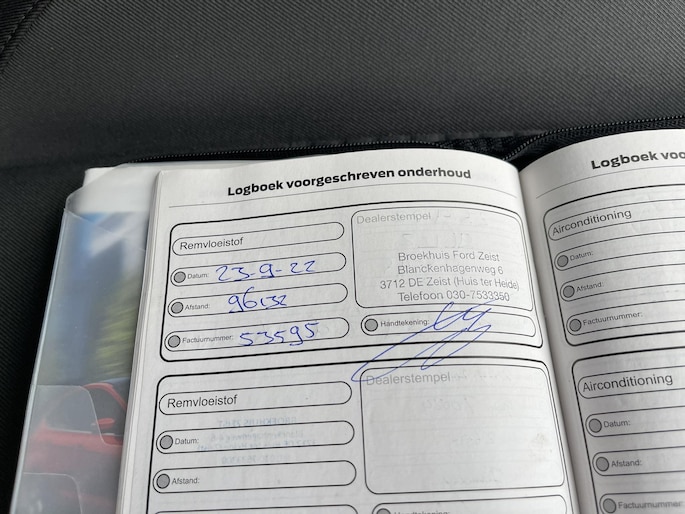 Logboek voorgeschreven onderhoud
Remvloeistof
Datum: 23-9-22
Afstand: 96132
Factuurnummer: 53595
Dealerstempel
Broekhuis Ford Zeist
Blanckenhagenweg 6
3712 DE Zeist (Huis ter Heide)
Telefoon 030-7533350
Handtekening:
Remvloeistof
Datum:
Afstand:
Dealerstempel
Handtekening:
Logboek voo
Airconditioning
Datum:
Afstand:
Factuurnummer:
Airconditioning
Datum:
Afstand:
Factuurnummer: